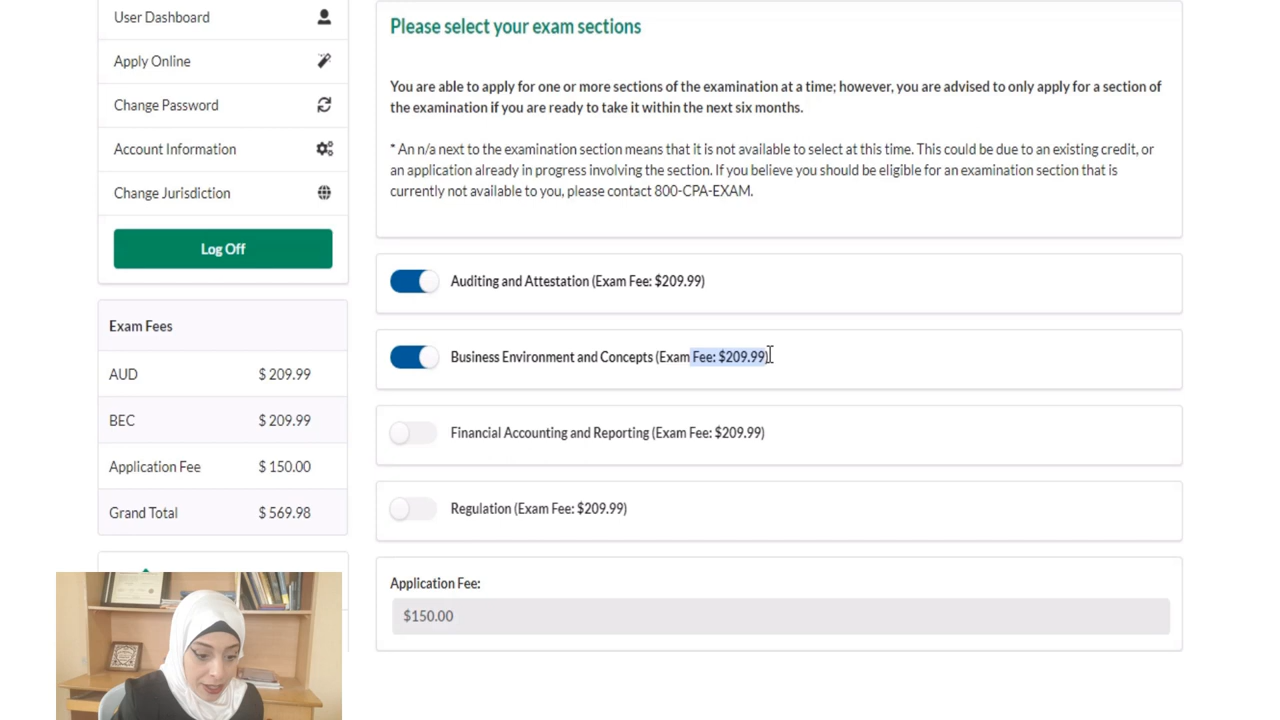 User Dashboard
Apply Online
Change Password
Account Information
Change Jurisdiction
Log Off
Exam Fees
AUD $ 209.99
BEC $ 209.99
Application Fee $ 150.00
Grand Total $ 569.98
Please select your exam sections
You are able to apply for one or more sections of the examination at a time; however, you are advised to only apply for a section of
the examination if you are ready to take it within the next six months.
* An n/a next to the examination section means that it is not available to select at this time. This could be due to an existing credit, or
an application already in progress involving the section. If you believe you should be eligible for an examination section that is
currently not available to you, please contact 800-CPA-EXAM.
Auditing and Attestation (Exam Fee: $209.99)
Business Environment and Concepts (Exam Fee: $209.99)
Financial Accounting and Reporting (Exam Fee: $209.99)
Regulation (Exam Fee: $209.99)
Application Fee:
$150.00